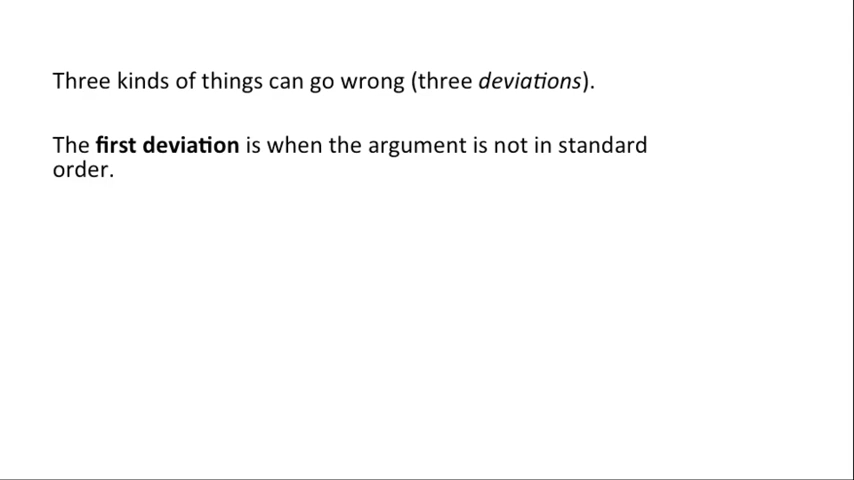 Three kinds of things can go wrong (three deviations).
The first deviation is when the argument is not in standard
order.